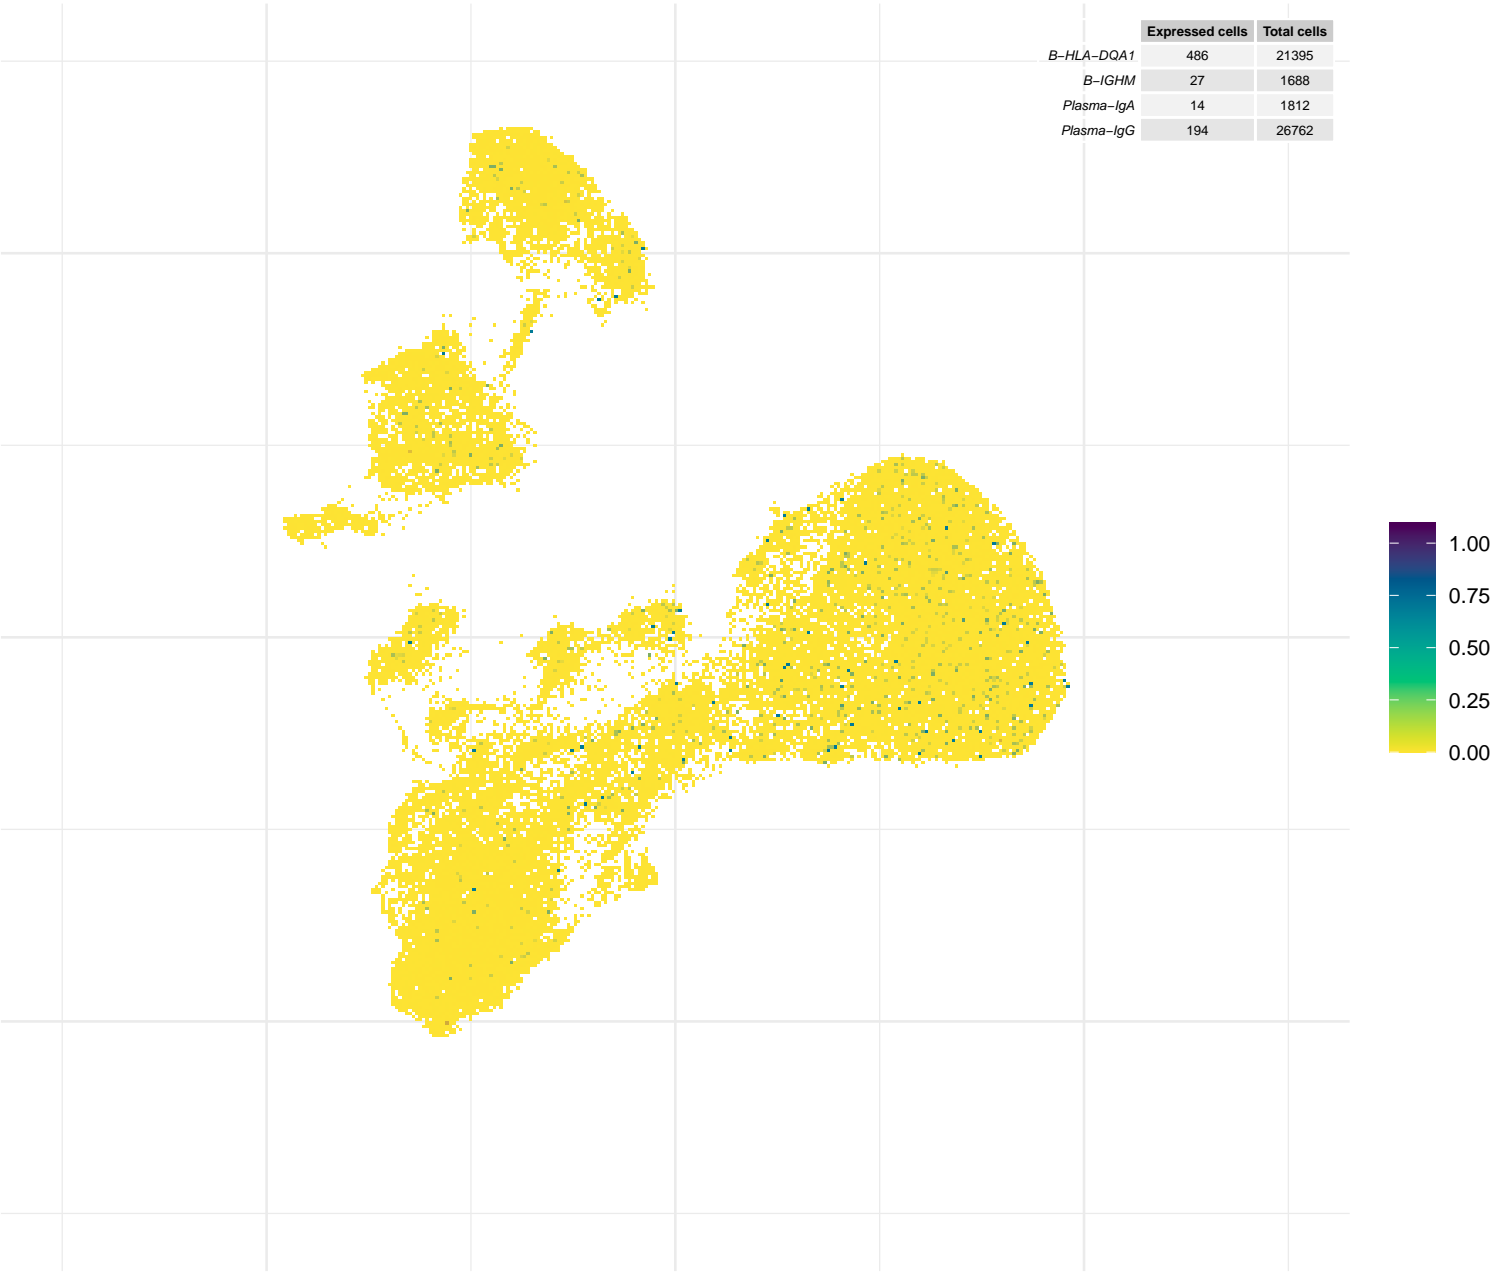 Expressed cells Total cells
B−HLA−DQA1 486 21395
B−IGHM 27 1688
Plasma−IgA 14 1812
Plasma−IgG 194 26762
1.00
0.75
0.50
0.25
0.00